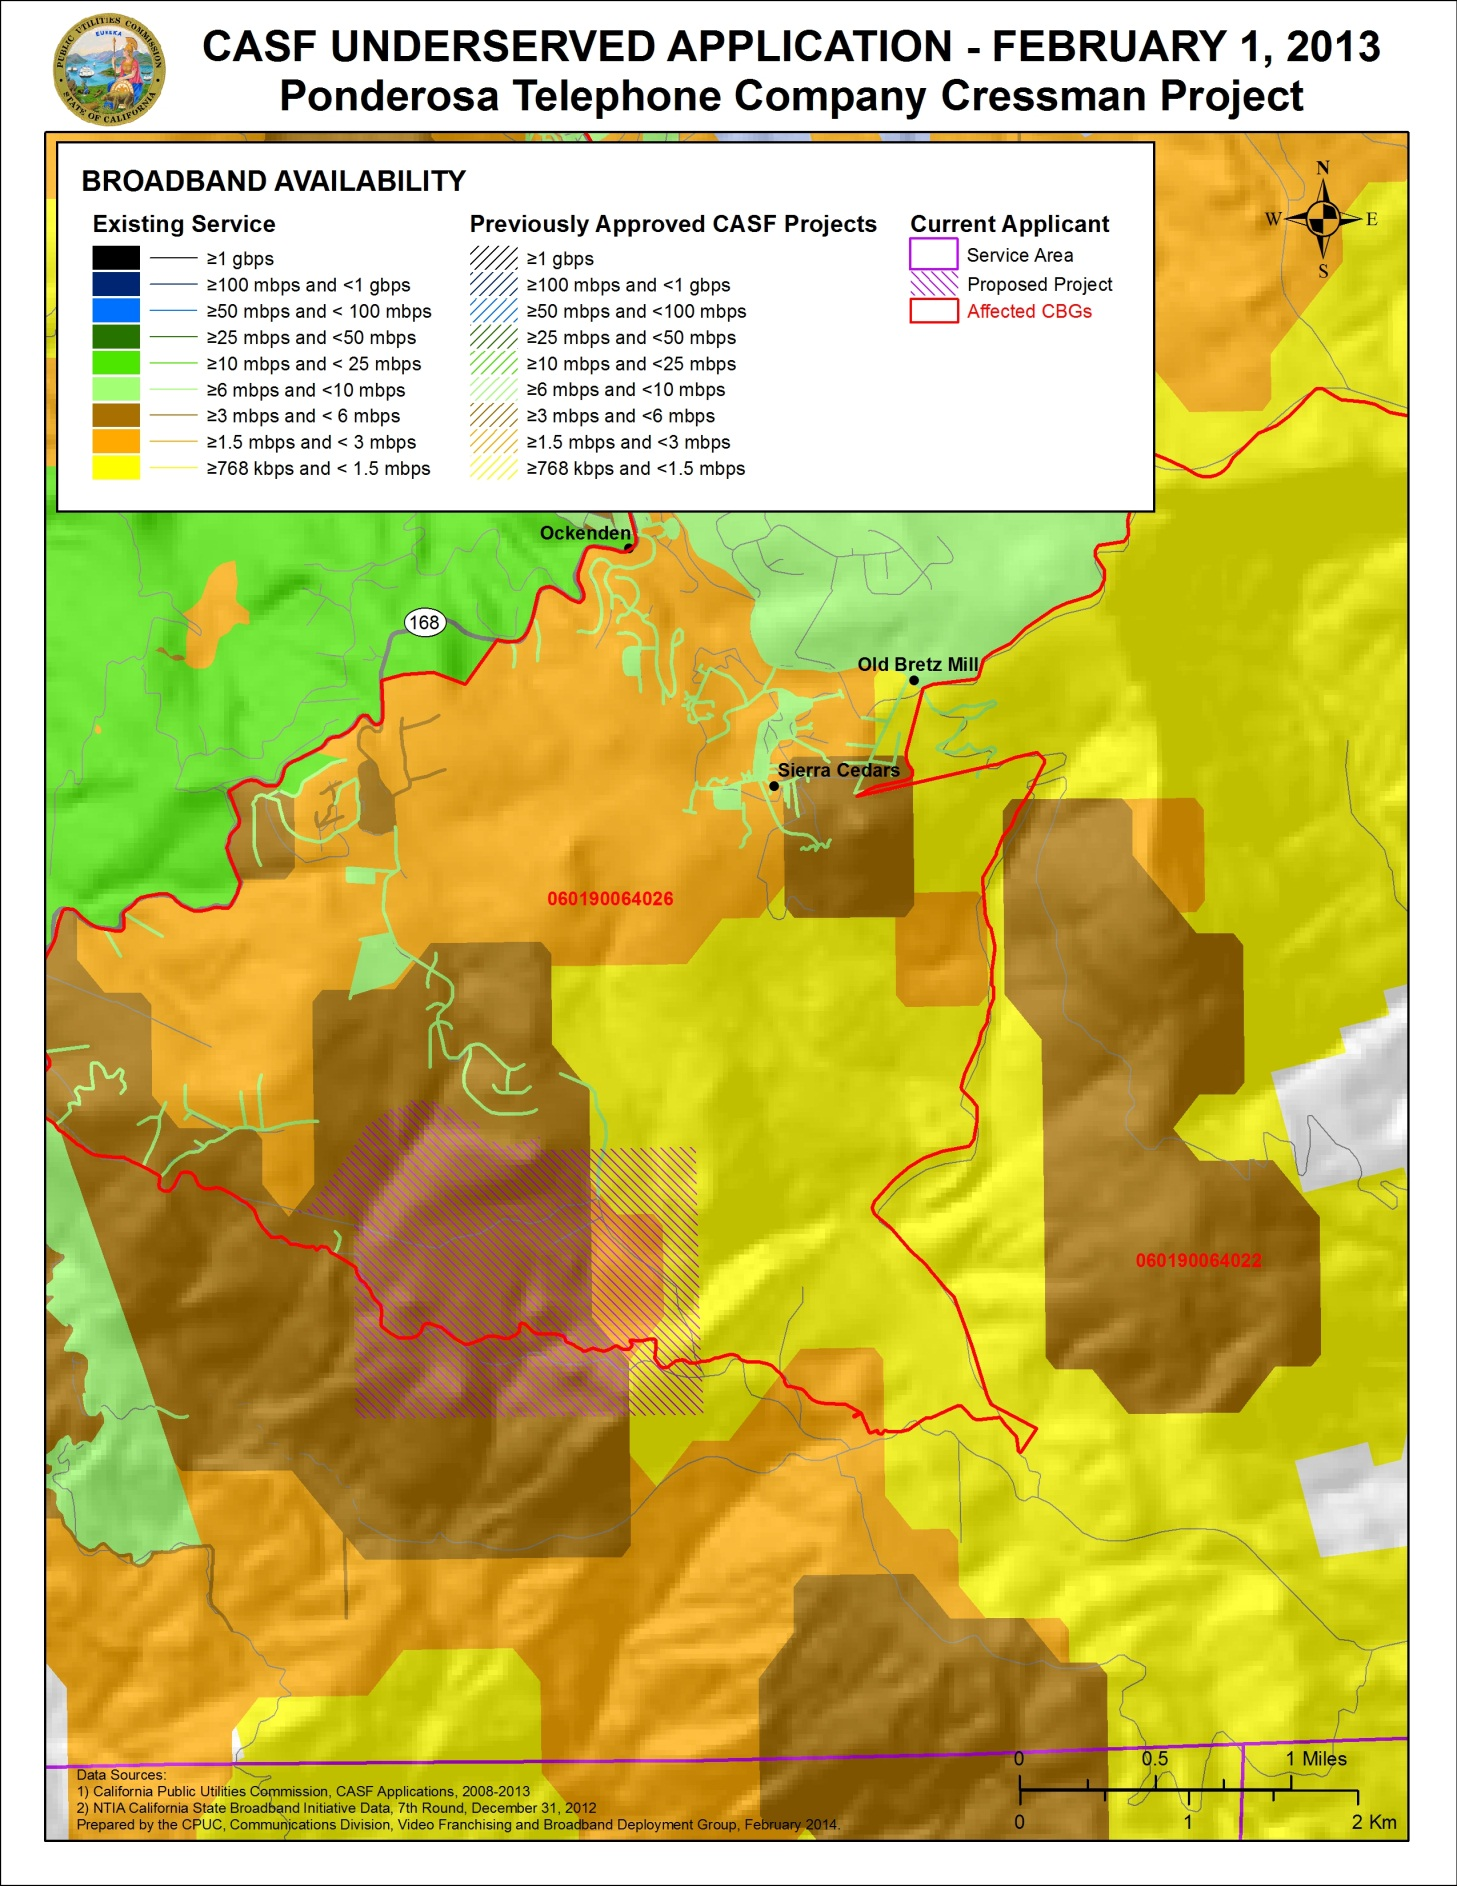 CASF UNDERSERVED APPLICATION - FEBRUARY 1, 2013
Ponderosa Telephone Company Cressman Project
PUBLIC UTILITIES COMMISSION
EUREKA
STATE OF CALIFORNIA
BROADBAND AVAILABILITY
Existing Service
≥1 gbps
≥100 mbps and <1 gbps
≥50 mbps and < 100 mbps
≥25 mbps and <50 mbps
≥10 mbps and < 25 mbps
≥6 mbps and <10 mbps
≥3 mbps and < 6 mbps
≥1.5 mbps and < 3 mbps
≥768 kbps and < 1.5 mbps
Previously Approved CASF Projects
≥1 gbps
≥100 mbps and <1 gbps
≥50 mbps and <100 mbps
≥25 mbps and <50 mbps
≥10 mbps and <25 mbps
≥6 mbps and <10 mbps
≥3 mbps and <6 mbps
≥1.5 mbps and <3 mbps
≥768 kbps and <1.5 mbps
Current Applicant
Service Area
Proposed Project
Affected CBGs
N
W E
S
Ockenden
168
Old Bretz Mill
Sierra Cedars
060190064026
060190064022
0 0.5 1 Miles
0 1 2 Km
Data Sources:
1) California Public Utilities Commission, CASF Applications, 2008-2013
2) NTIA California State Broadband Initiative Data, 7th Round, December 31, 2012
Prepared by the CPUC, Communications Division, Video Franchising and Broadband Deployment Group, February 2014.